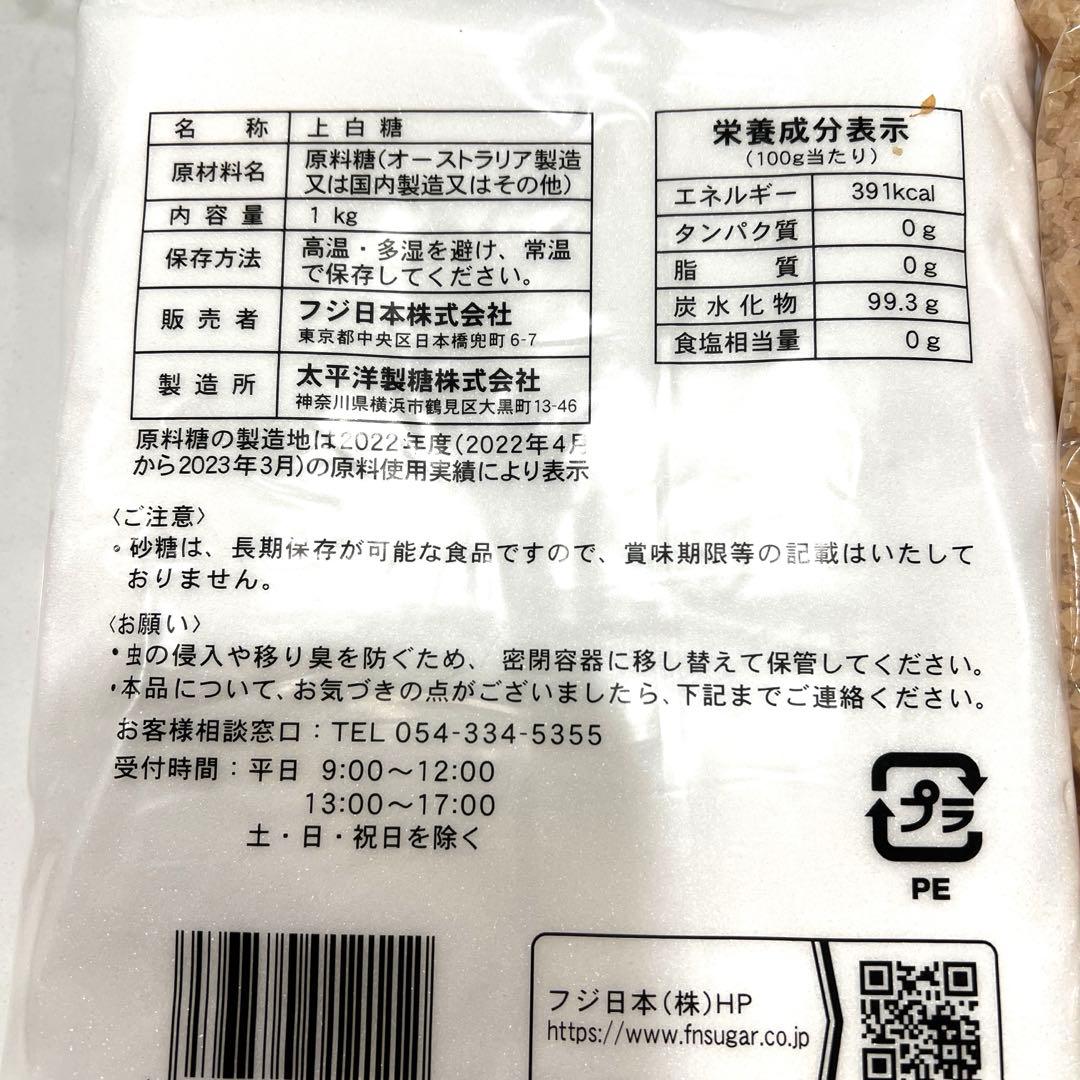 名称 上白糖
原材料名 原料糖(オーストラリア製造
又は国内製造又はその他)
内容量 1kg
保存方法 高温・多湿を避け、常温
で保存してください。
販売者 フジ日本株式会社
東京都中央区日本橋兜町6-7
製造所 太平洋製糖株式会社
神奈川県横浜市鶴見区大黒町13-46
原料糖の製造地は2022年度(2022年4月
から2023年3月)の原料使用実績により表示
栄養成分表示
(100g当たり)
エネルギー 391kcal
タンパク質 0g
脂質 0g
炭水化物 99.3g
食塩相当量 0g
〈ご注意〉
・砂糖は、長期保存が可能な食品ですので、賞味期限等の記載はいたして
おりません。
〈お願い〉
・虫の侵入や移り臭を防ぐため、密閉容器に移し替えて保管してください。
・本品について、お気づきの点がございましたら、下記までご連絡ください。
お客様相談窓口:TEL 054-334-5355
受付時間:平日 9:00〜12:00
13:00〜17:00
土・日・祝日を除く
プラ
PE
フジ日本(株)HP
https://www.fnsugar.co.jp